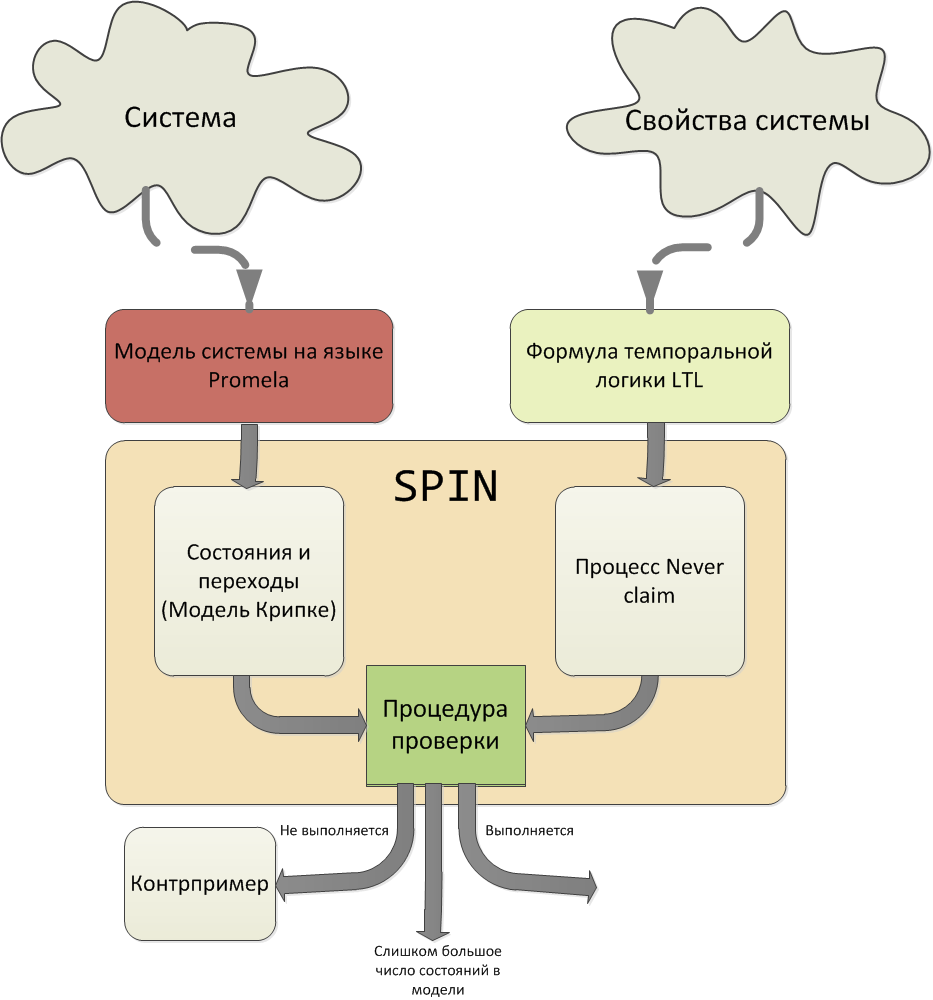 Система
Свойства системы
Модель системы на языке
Promela
Формула темпоральной
логики LTL
SPIN
Состояния и
переходы
(Модель Крипке)
Процесс Never
claim
Процедура
проверки
Не выполняется
Выполняется
Контрпример
Слишком большое
число состояний в
модели